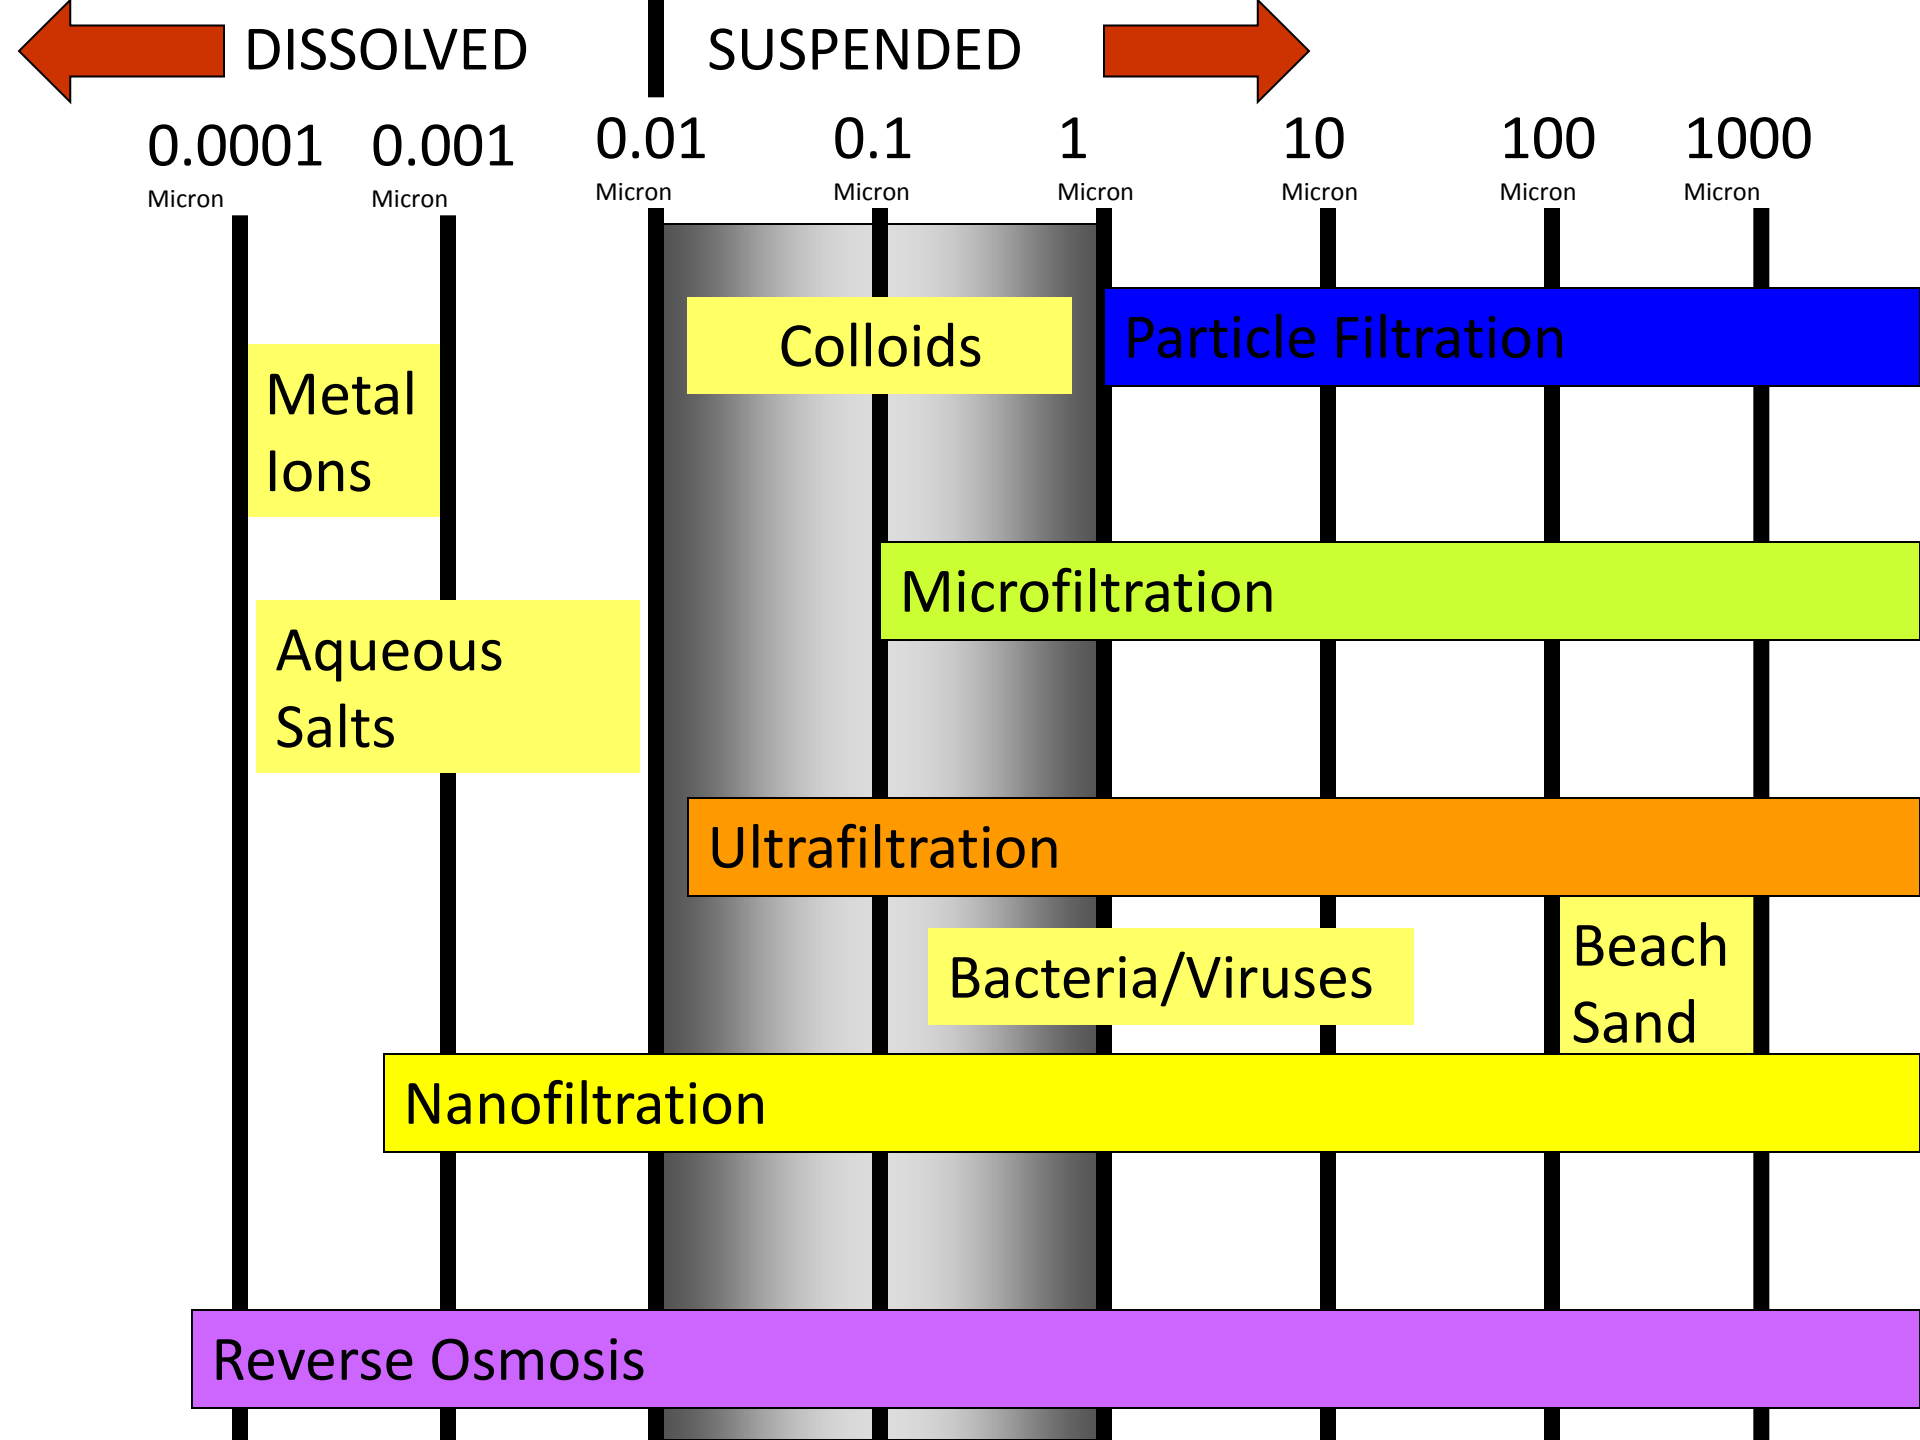 DISSOLVED
SUSPENDED
0.0001
0.001
0.01
0.1
1
10
100
1000
Micron
Micron
Micron
Micron
Micron
Micron
Micron
Micron
Colloids
Particle Filtration
Metal
Ions
Microfiltration
Aqueous
Salts
Ultrafiltration
Bacteria/Viruses
Beach
Sand
Nanofiltration
Reverse Osmosis